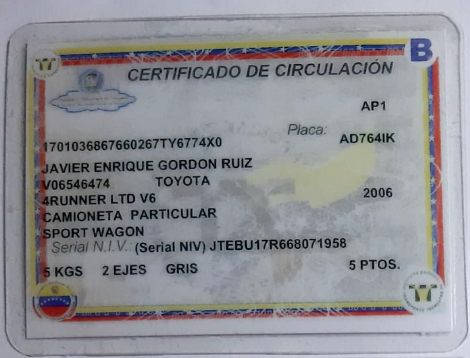 B
CERTIFICADO DE CIRCULACIÓN
AP1
Placa: AD764IK
1701036867660267TY6774X0
JAVIER ENRIQUE GORDON RUIZ
V06546474 TOYOTA
4RUNNER LTD V6 2006
CAMIONETA PARTICULAR
SPORT WAGON
Serial N.I.V.: (Serial NIV) JTEBU17R668071958
5 KGS 2 EJES GRIS 5 PTOS.